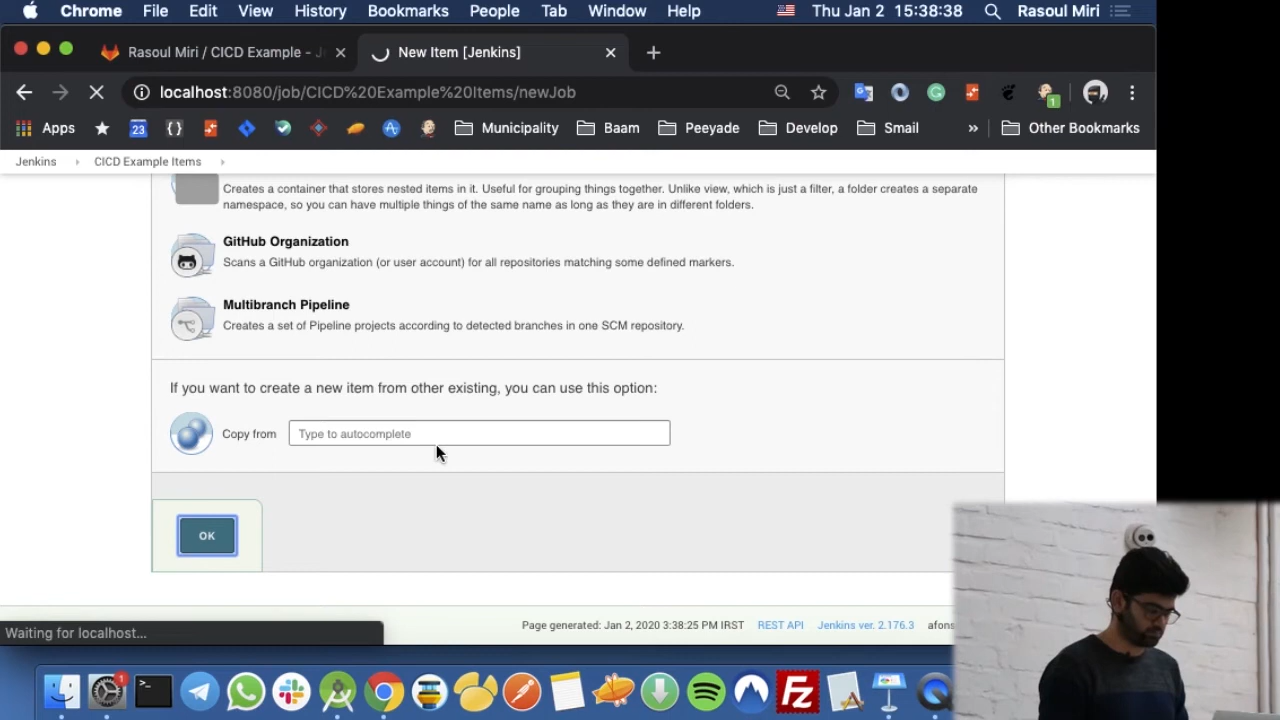 Chrome File Edit View History Bookmarks People Tab Window Help Thu Jan 2 15:38:38 Rasoul Miri
Rasoul Miri / CICD Example - J
New Item [Jenkins]
localhost:8080/job/CICD%20Example%20Items/newJob
1
Apps 23 {} Municipality Baam Peeyade Develop Smail » Other Bookmarks
Jenkins CICD Example Items
Creates a container that stores nested items in it. Useful for grouping things together. Unlike view, which is just a filter, a folder creates a separate
namespace, so you can have multiple things of the same name as long as they are in different folders.
GitHub Organization
Scans a GitHub organization (or user account) for all repositories matching some defined markers.
Multibranch Pipeline
Creates a set of Pipeline projects according to detected branches in one SCM repository.
If you want to create a new item from other existing, you can use this option:
Copy from Type to autocomplete
OK
Waiting for localhost...
Page generated: Jan 2, 2020 3:38:25 PM IRST REST API Jenkins ver. 2.176.3 afons
1
Fz